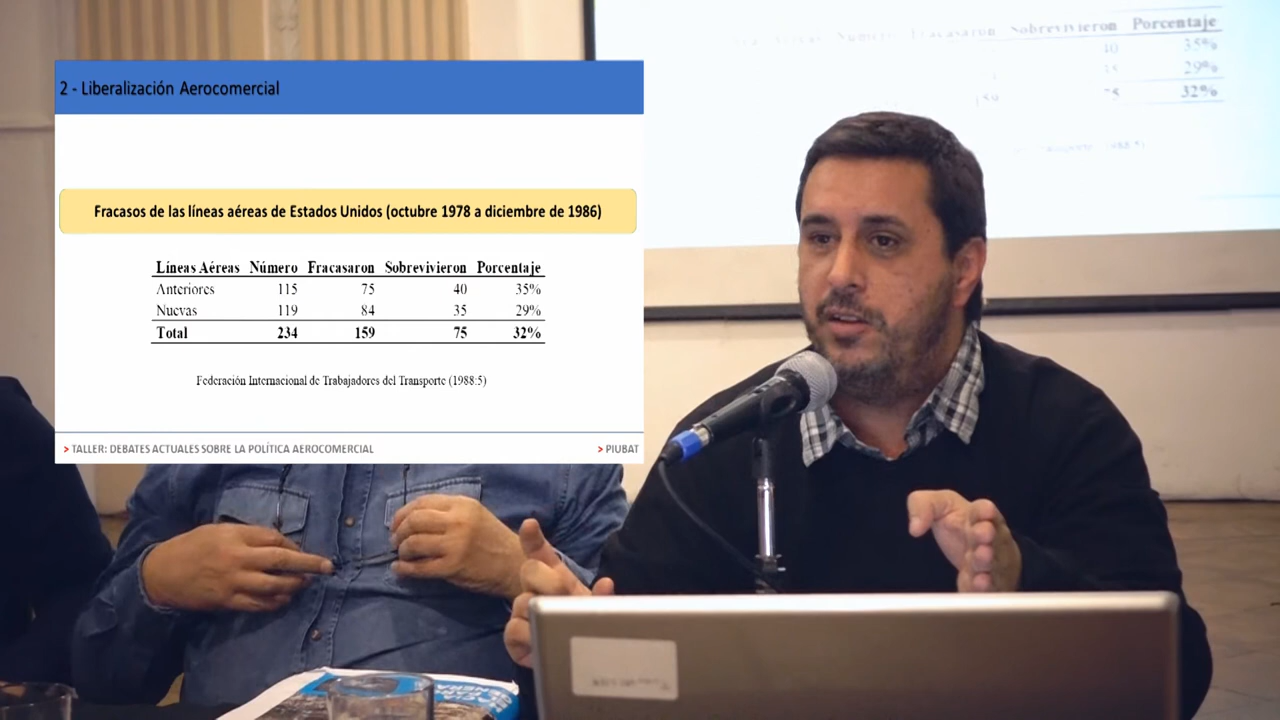 2 - Liberalización Aerocomercial
Fracasos de las líneas aéreas de Estados Unidos (octubre 1978 a diciembre de 1986)
Líneas Aéreas Número Fracasaron Sobrevivieron Porcentaje
Anteriores 115 75 40 35%
Nuevas 119 84 35 29%
Total 234 159 75 32%
Federación Internacional de Trabajadores del Transporte (1988:5)
> TALLER: DEBATES ACTUALES SOBRE LA POLÍTICA AEROCOMERCIAL > PIUBAT
Fracasaron Sobrevivieron Porcentaje
40 35%
29%
159 75 32%